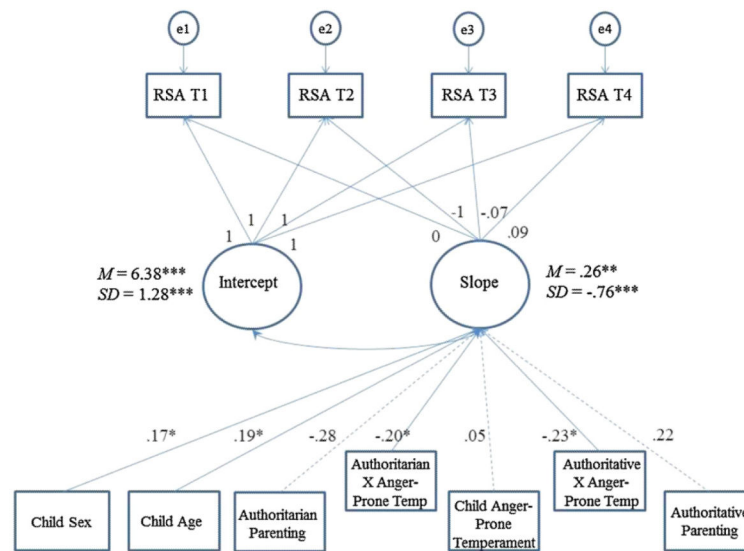 e1 e2 e3 e4
RSA T1 RSA T2 RSA T3 RSA T4
1 1 1 1
0 -1 -.07 .09
M = 6.38***
SD = 1.28***
Intercept
Slope
M = .26**
SD = -.76***
.17* .19* -.28 -.20* .05 -.23* .22
Child Sex
Child Age
Authoritarian
Parenting
Authoritarian
X Anger-
Prone Temp
Child Anger-
Prone
Temperament
Authoritative
X Anger-
Prone Temp
Authoritative
Parenting